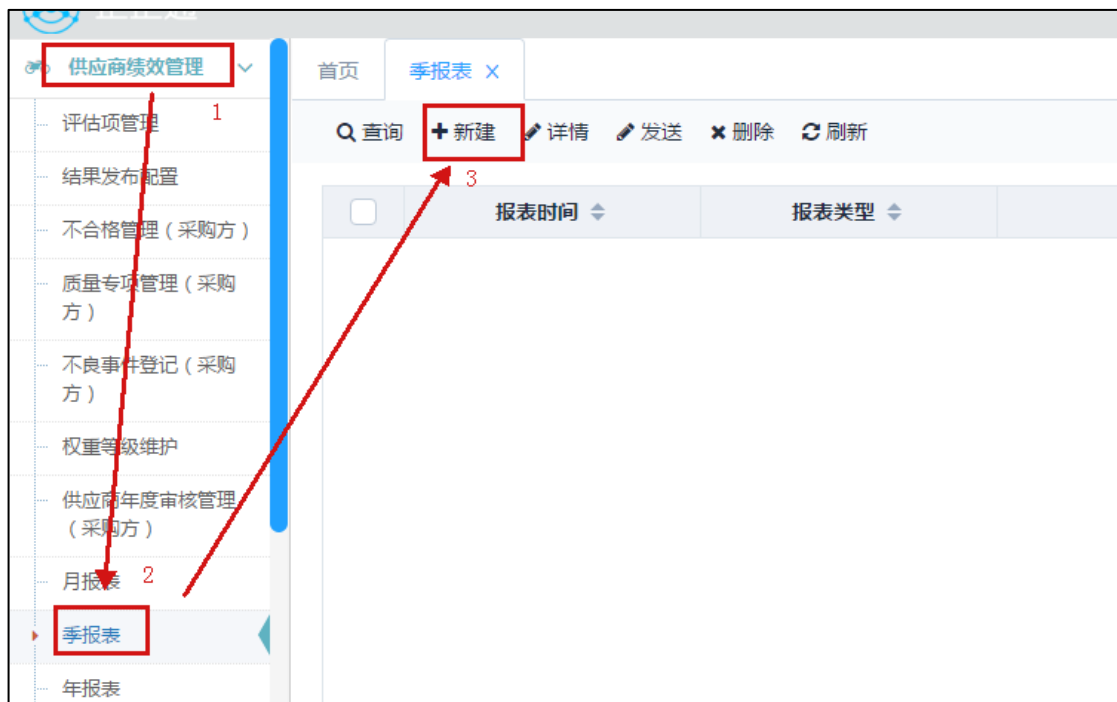 供应商绩效管理
1
首页
季报表 ×
评估项管理
查询
新建
详情
发送
删除
刷新
3
结果发布配置
报表时间
报表类型
不合格管理（采购方）
质量专项管理（采购
方）
不良事件登记（采购
方）
权重等级维护
供应商年度审核管理
（采购方）
月报表
2
季报表
年报表